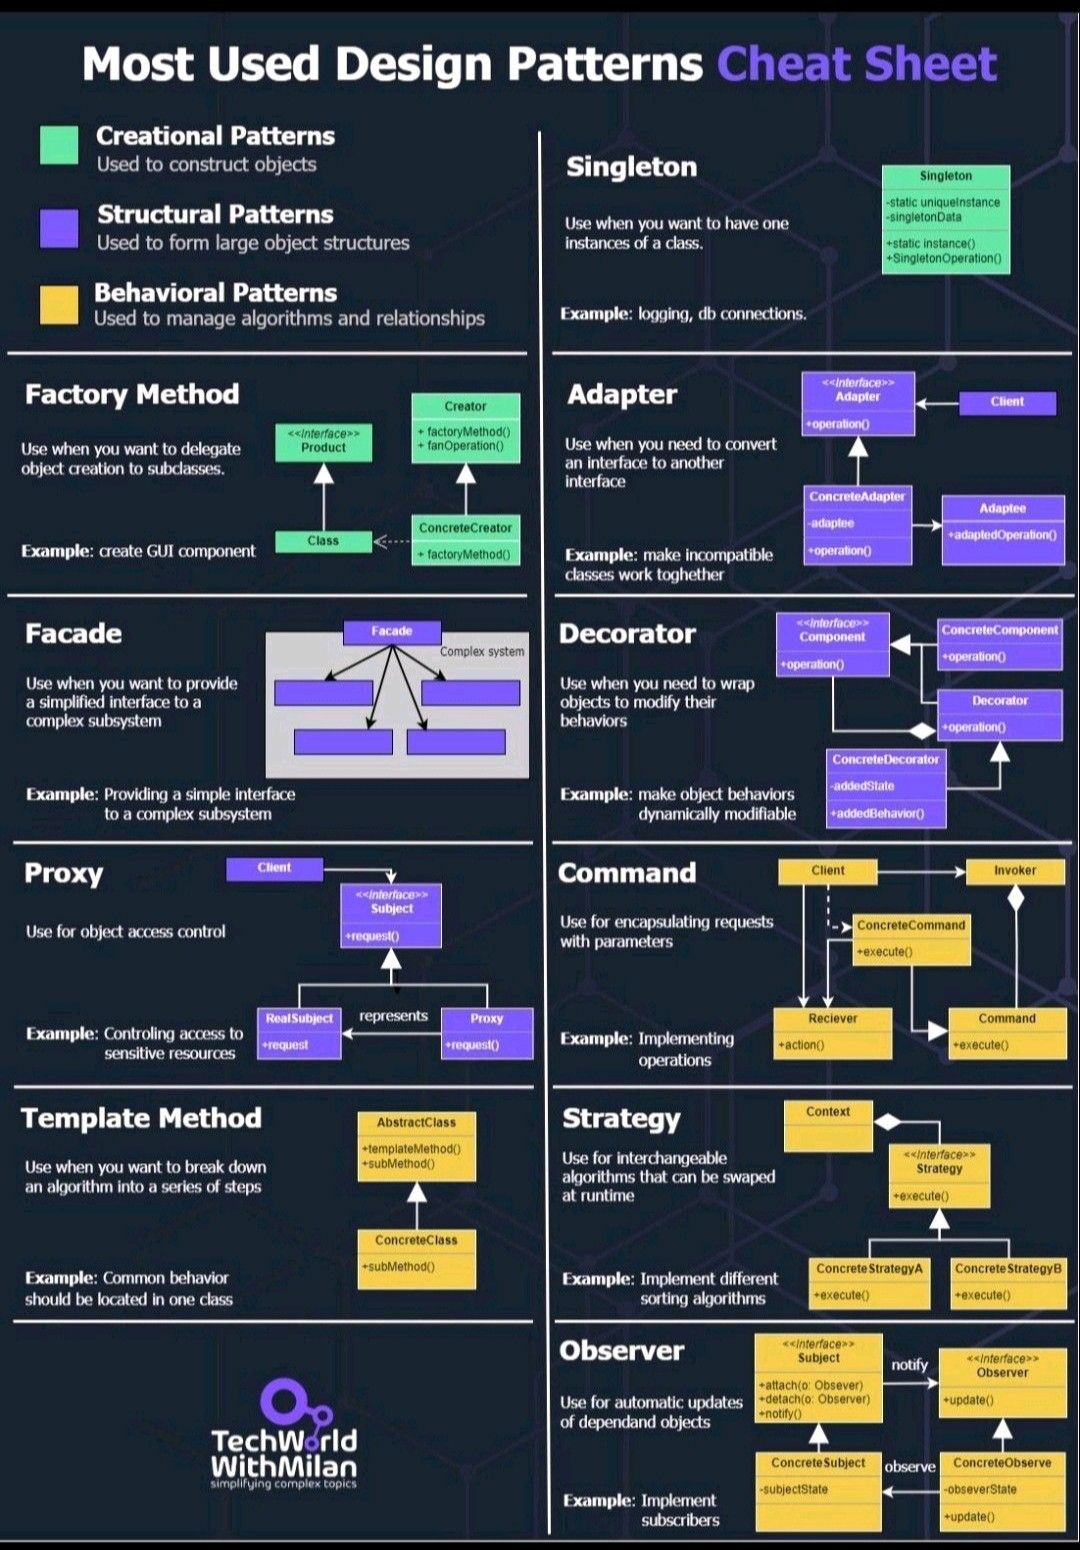 Most Used Design Patterns Cheat Sheet
Creational Patterns
Used to construct objects
Structural Patterns
Used to form large object structures
Behavioral Patterns
Used to manage algorithms and relationships
Singleton
Use when you want to have one
instances of a class.
Example: logging, db connections.
Singleton
-static uniqueInstance
-singletonData
+static instance()
+SingletonOperation()
Factory Method
Use when you want to delegate
object creation to subclasses.
Example: create GUI component
<<Interface>>
Product
Class
Creator
+ factoryMethod()
+ fanOperation()
ConcreteCreator
+ factoryMethod()
Adapter
Use when you need to convert
an interface to another
interface
Example: make incompatible
classes work toghether
<<Interface>>
Adapter
+operation()
Client
ConcreteAdapter
-adaptee
+operation()
Adaptee
+adaptedOperation()
Facade
Use when you want to provide
a simplified interface to a
complex subsystem
Example: Providing a simple interface
to a complex subsystem
Facade
Complex system
Decorator
Use when you need to wrap
objects to modify their
behaviors
Example: make object behaviors
dynamically modifiable
<<Interface>>
Component
+operation()
ConcreteComponent
+operation()
Decorator
+operation()
ConcreteDecorator
-addedState
+addedBehavior()
Proxy
Use for object access control
Example: Controling access to
sensitive resources
Client
<<Interface>>
Subject
+request()
RealSubject
+request
represents
Proxy
+request()
Command
Use for encapsulating requests
with parameters
Example: Implementing
operations
Client
Invoker
ConcreteCommand
+execute()
Reciever
+action()
Command
+execute()
Template Method
Use when you want to break down
an algorithm into a series of steps
Example: Common behavior
should be located in one class
AbstractClass
+templateMethod()
+subMethod()
ConcreteClass
+subMethod()
Strategy
Use for interchangeable
algorithms that can be swaped
at runtime
Example: Implement different
sorting algorithms
Context
<<Interface>>
Strategy
+execute()
ConcreteStrategyA
+execute()
ConcreteStrategyB
+execute()
TechWorld
WithMilan
simplifying complex topics
Observer
Use for automatic updates
of dependand objects
Example: Implement
subscribers
<<Interface>>
Subject
+attach(o: Obsever)
+detach(o: Observer)
+notify()
notify
<<Interface>>
Observer
+update()
ConcreteSubject
-subjectState
observe
ConcreteObserve
-obseverState
+update()